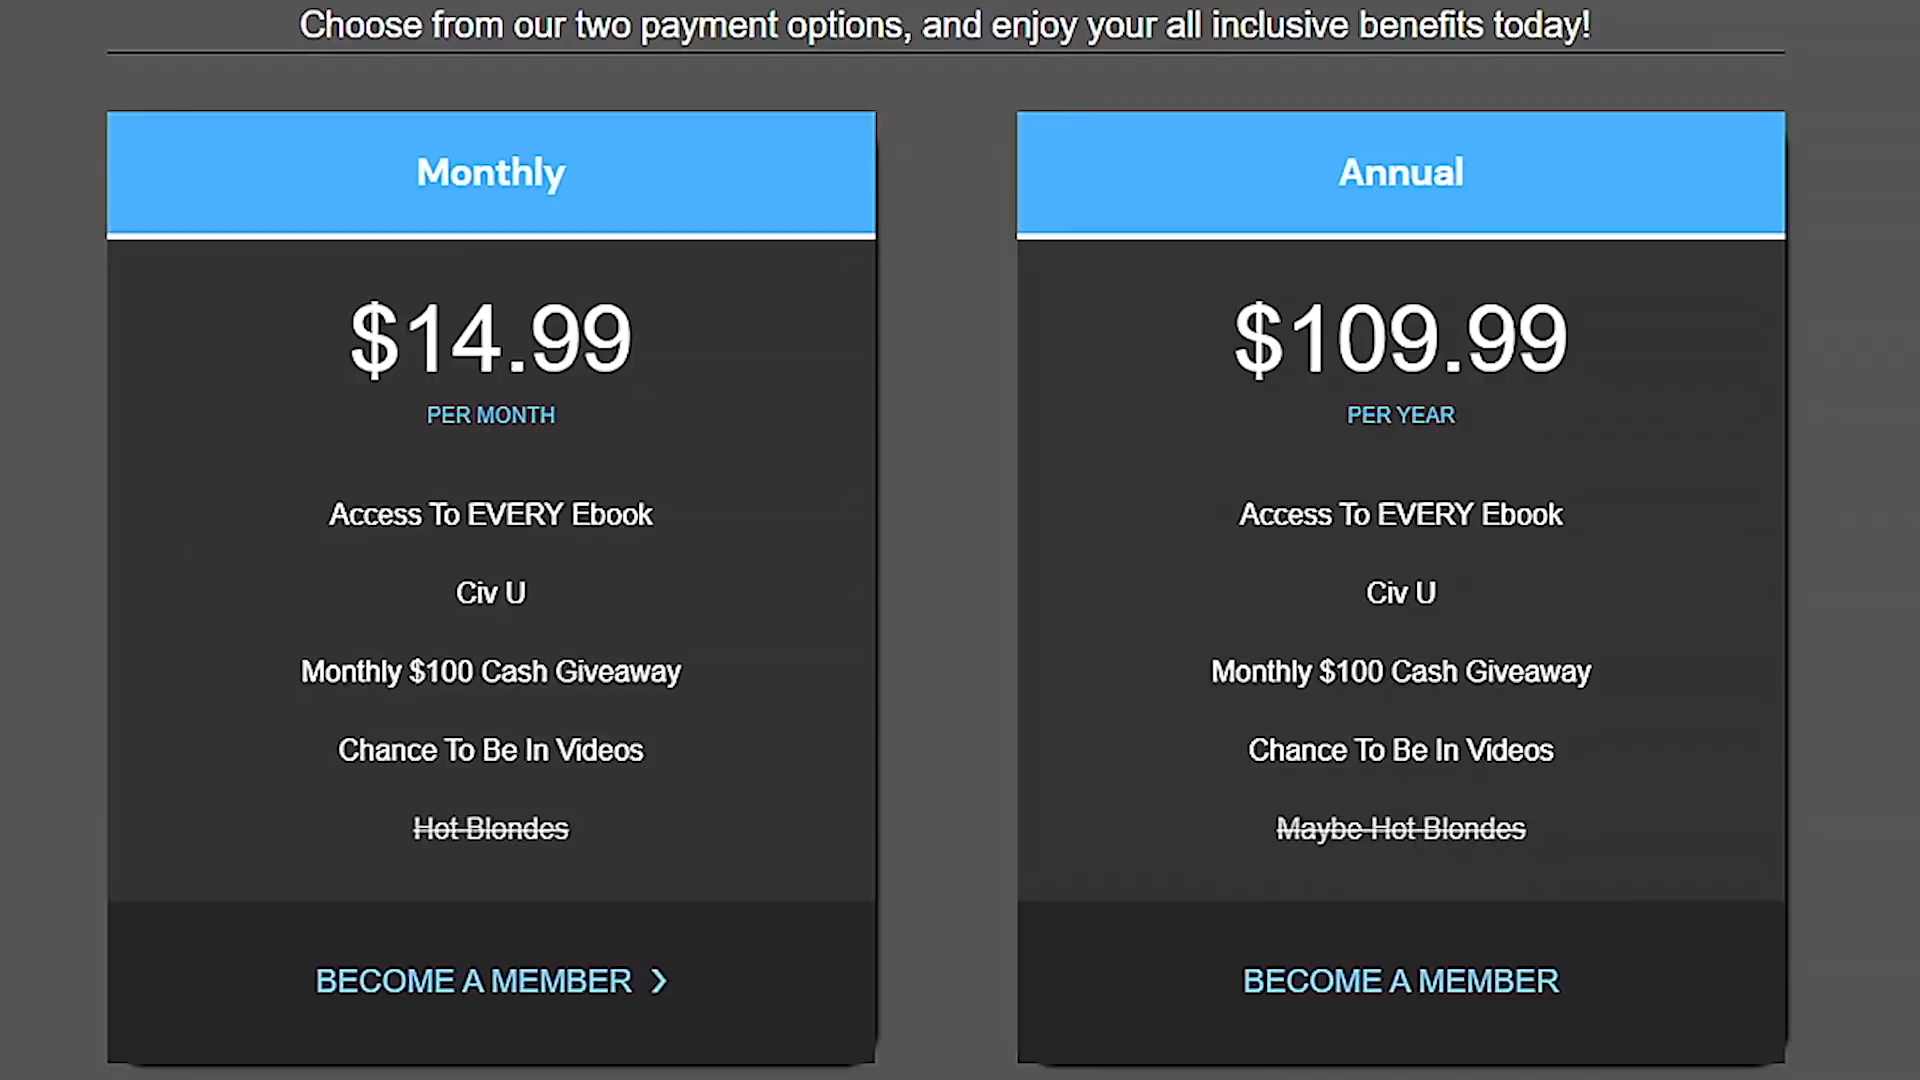 Choose from our two payment options, and enjoy your all inclusive benefits today!
Monthly
$14.99
PER MONTH
Access To EVERY Ebook
Civ U
Monthly $100 Cash Giveaway
Chance To Be In Videos
Hot Blondes
BECOME A MEMBER >
Annual
$109.99
PER YEAR
Access To EVERY Ebook
Civ U
Monthly $100 Cash Giveaway
Chance To Be In Videos
Maybe Hot Blondes
BECOME A MEMBER